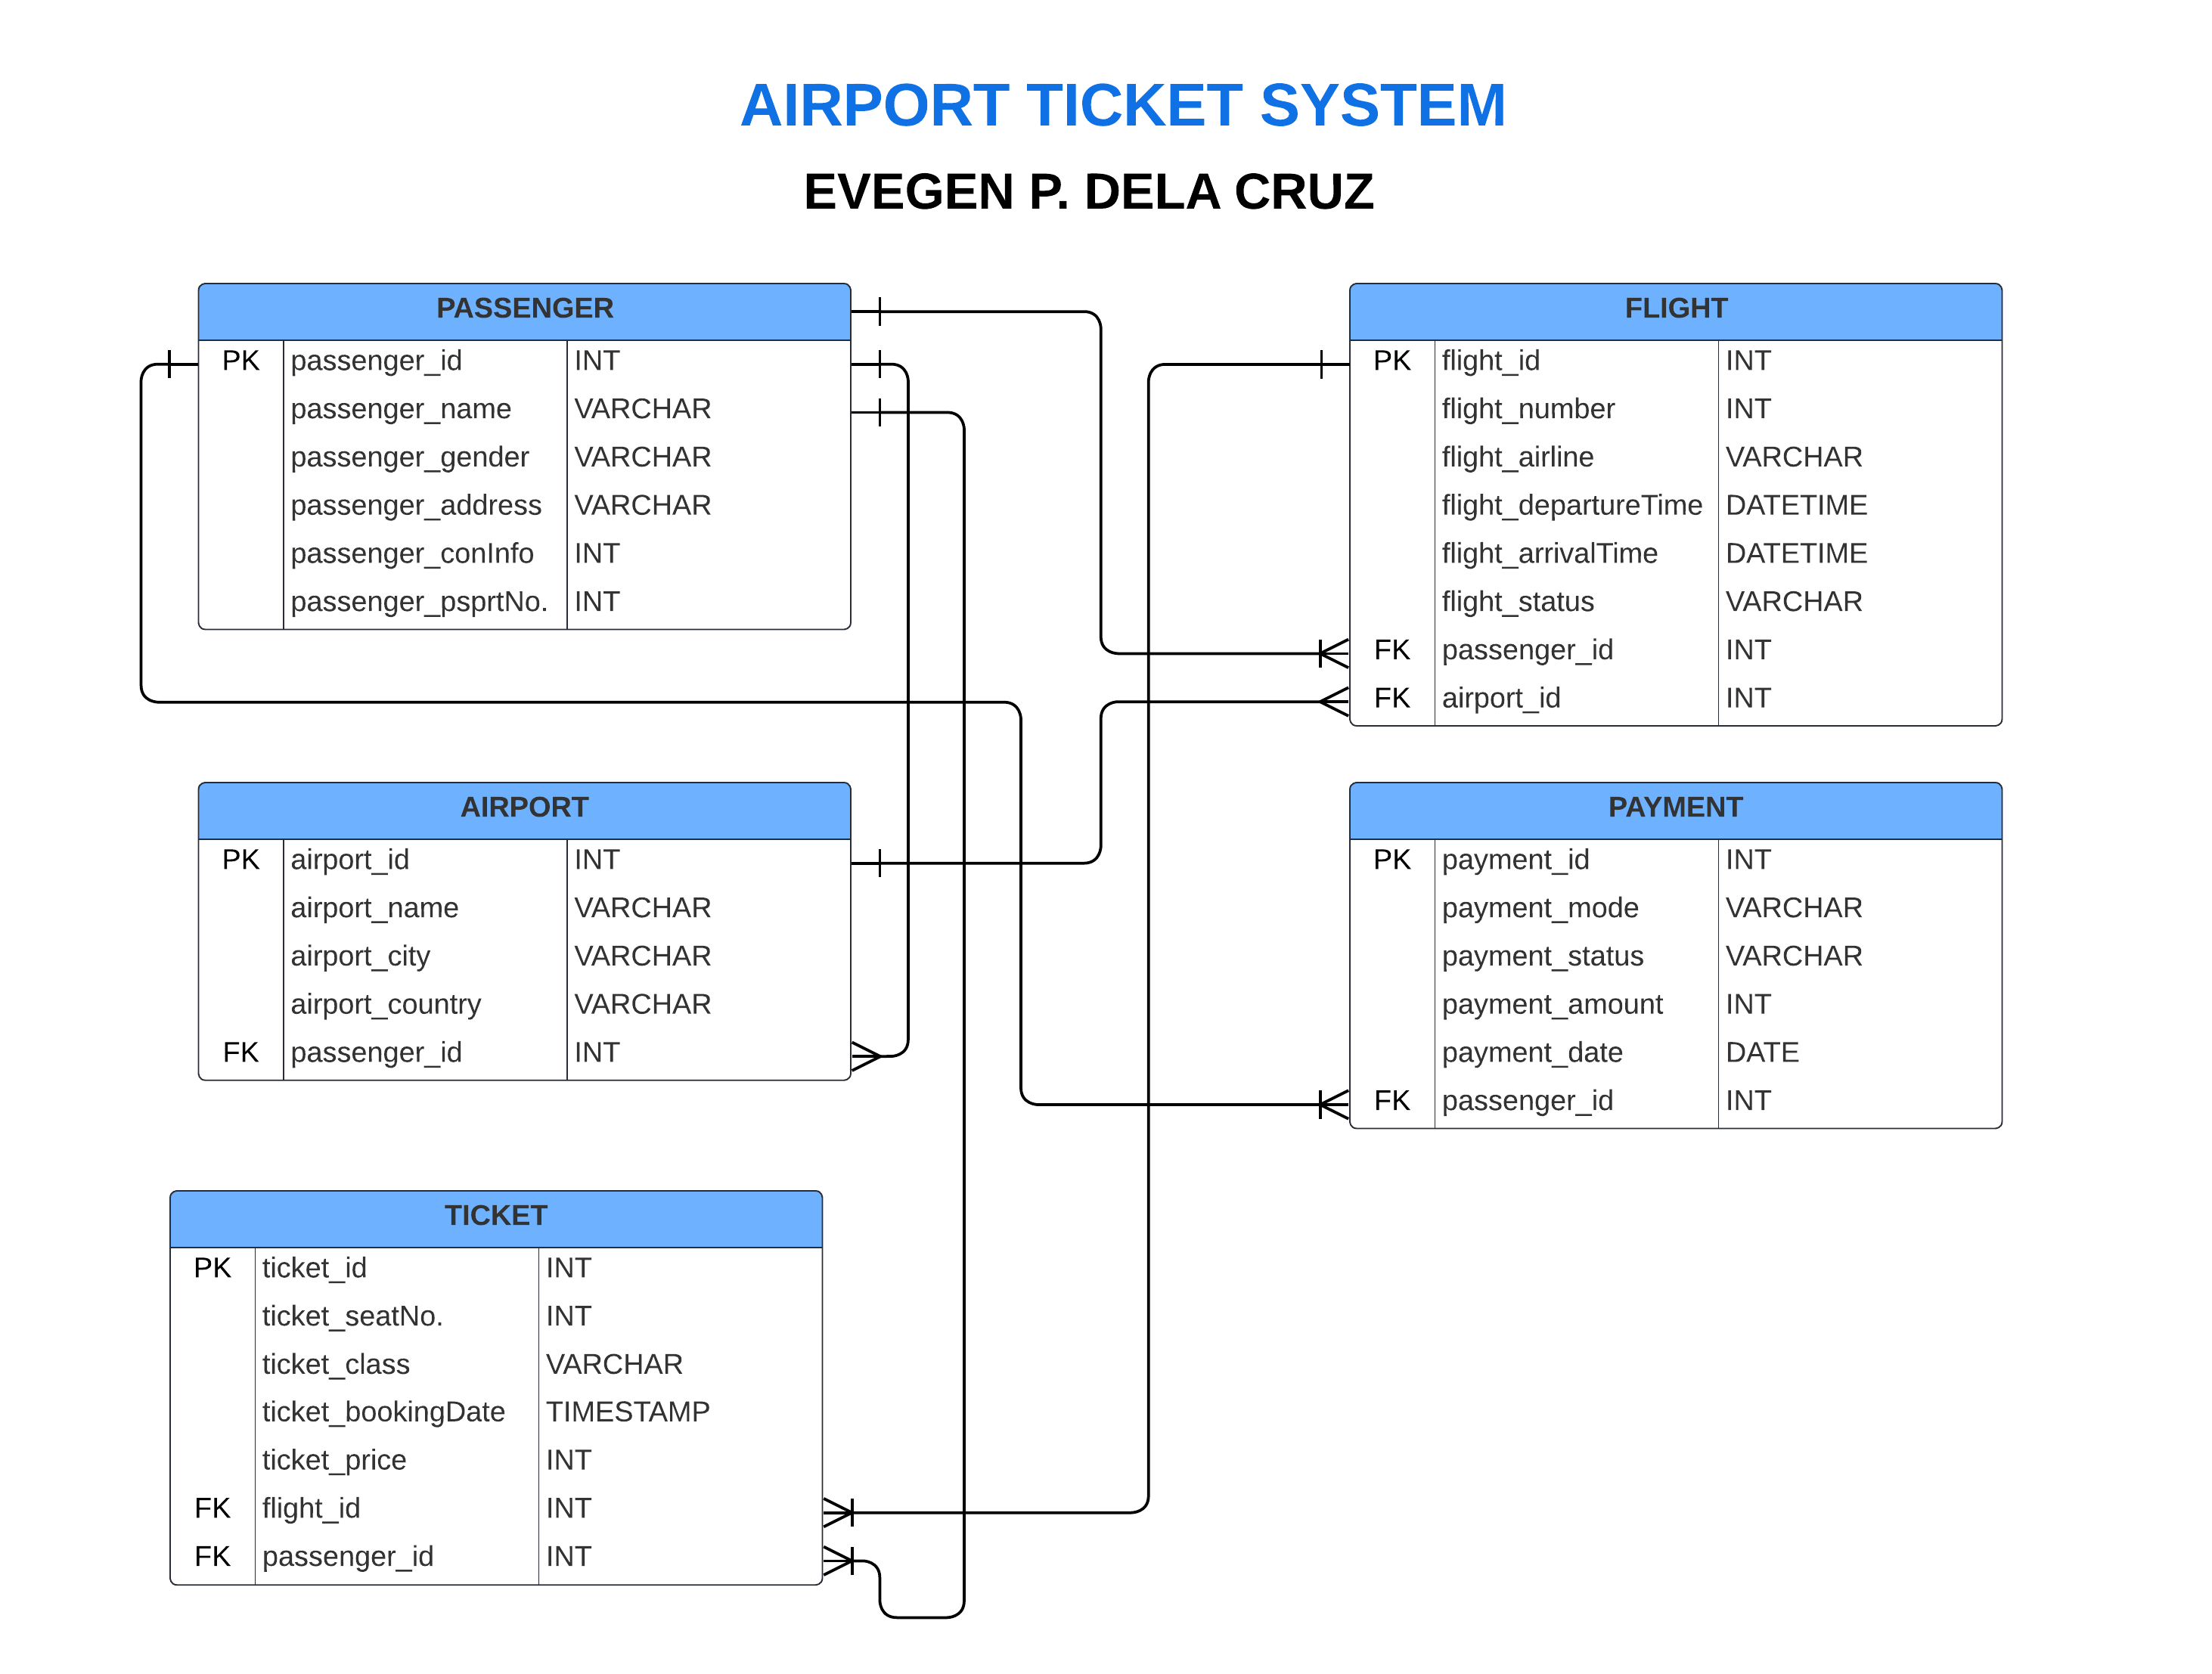 AIRPORT TICKET SYSTEM
EVEGEN P. DELA CRUZ
PASSENGER
PK passenger_id INT
passenger_name VARCHAR
passenger_gender VARCHAR
passenger_address VARCHAR
passenger_conInfo INT
passenger_psprtNo. INT
FLIGHT
PK flight_id INT
flight_number INT
flight_airline VARCHAR
flight_departureTime DATETIME
flight_arrivalTime DATETIME
flight_status VARCHAR
FK passenger_id INT
FK airport_id INT
AIRPORT
PK airport_id INT
airport_name VARCHAR
airport_city VARCHAR
airport_country VARCHAR
FK passenger_id INT
PAYMENT
PK payment_id INT
payment_mode VARCHAR
payment_status VARCHAR
payment_amount INT
payment_date DATE
FK passenger_id INT
TICKET
PK ticket_id INT
ticket_seatNo. INT
ticket_class VARCHAR
ticket_bookingDate TIMESTAMP
ticket_price INT
FK flight_id INT
FK passenger_id INT